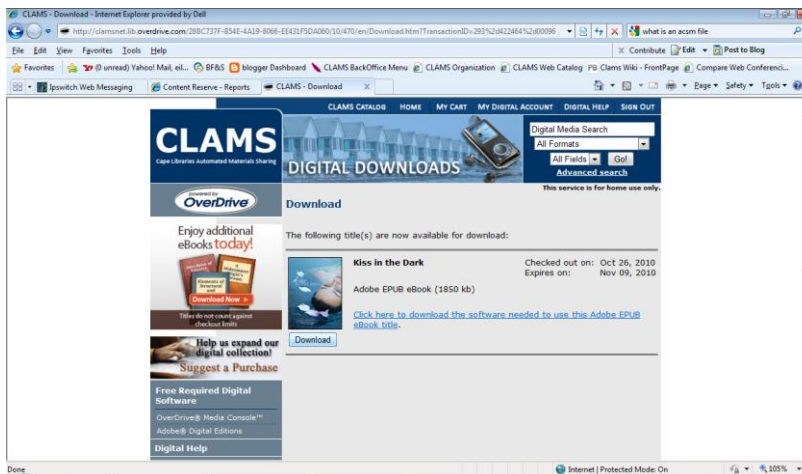 CLAMS - Download - Internet Explorer provided by Dell
http://clamsnet.lib.overdrive.com/28BC737F-B54E-4A19-8066-EE431F5DA060/10/470/en/Download.htm?TransactionID=293%2d422464%2d00096
what is an acsm file
File Edit View Favorites Tools Help
Contribute Edit Post to Blog
Favorites (9 unread) Yahoo! Mail, eil... BF&S blogger Dashboard CLAMS BackOffice Menu CLAMS Organization CLAMS Web Catalog PB Clams Wiki - FrontPage Compare Web Conferenci...
Ipswitch Web Messaging Content Reserve - Reports CLAMS - Download X
Page Safety Tools
CLAMS CATALOG HOME MY CART MY DIGITAL ACCOUNT DIGITAL HELP SIGN OUT
CLAMS
Cape Libraries Automated Materials Sharing
DIGITAL DOWNLOADS
Digital Media Search
All Formats
All Fields Go!
Advanced search
This service is for home use only.
powered by
OverDrive
Enjoy additional
eBooks today!
Download Now >
Titles do not count against
checkout limits
Help us expand our
digital collection!
Suggest a Purchase
Free Required Digital
Software
OverDrive® Media Console™
Adobe® Digital Editions
Digital Help
Download
The following title(s) are now available for download:
Kiss in the Dark
Adobe EPUB eBook (1850 kb)
Click here to download the software needed to use this Adobe EPUB
eBook title.
Checked out on: Oct 26, 2010
Expires on: Nov 09, 2010
Download
Done
Internet | Protected Mode: On
105%